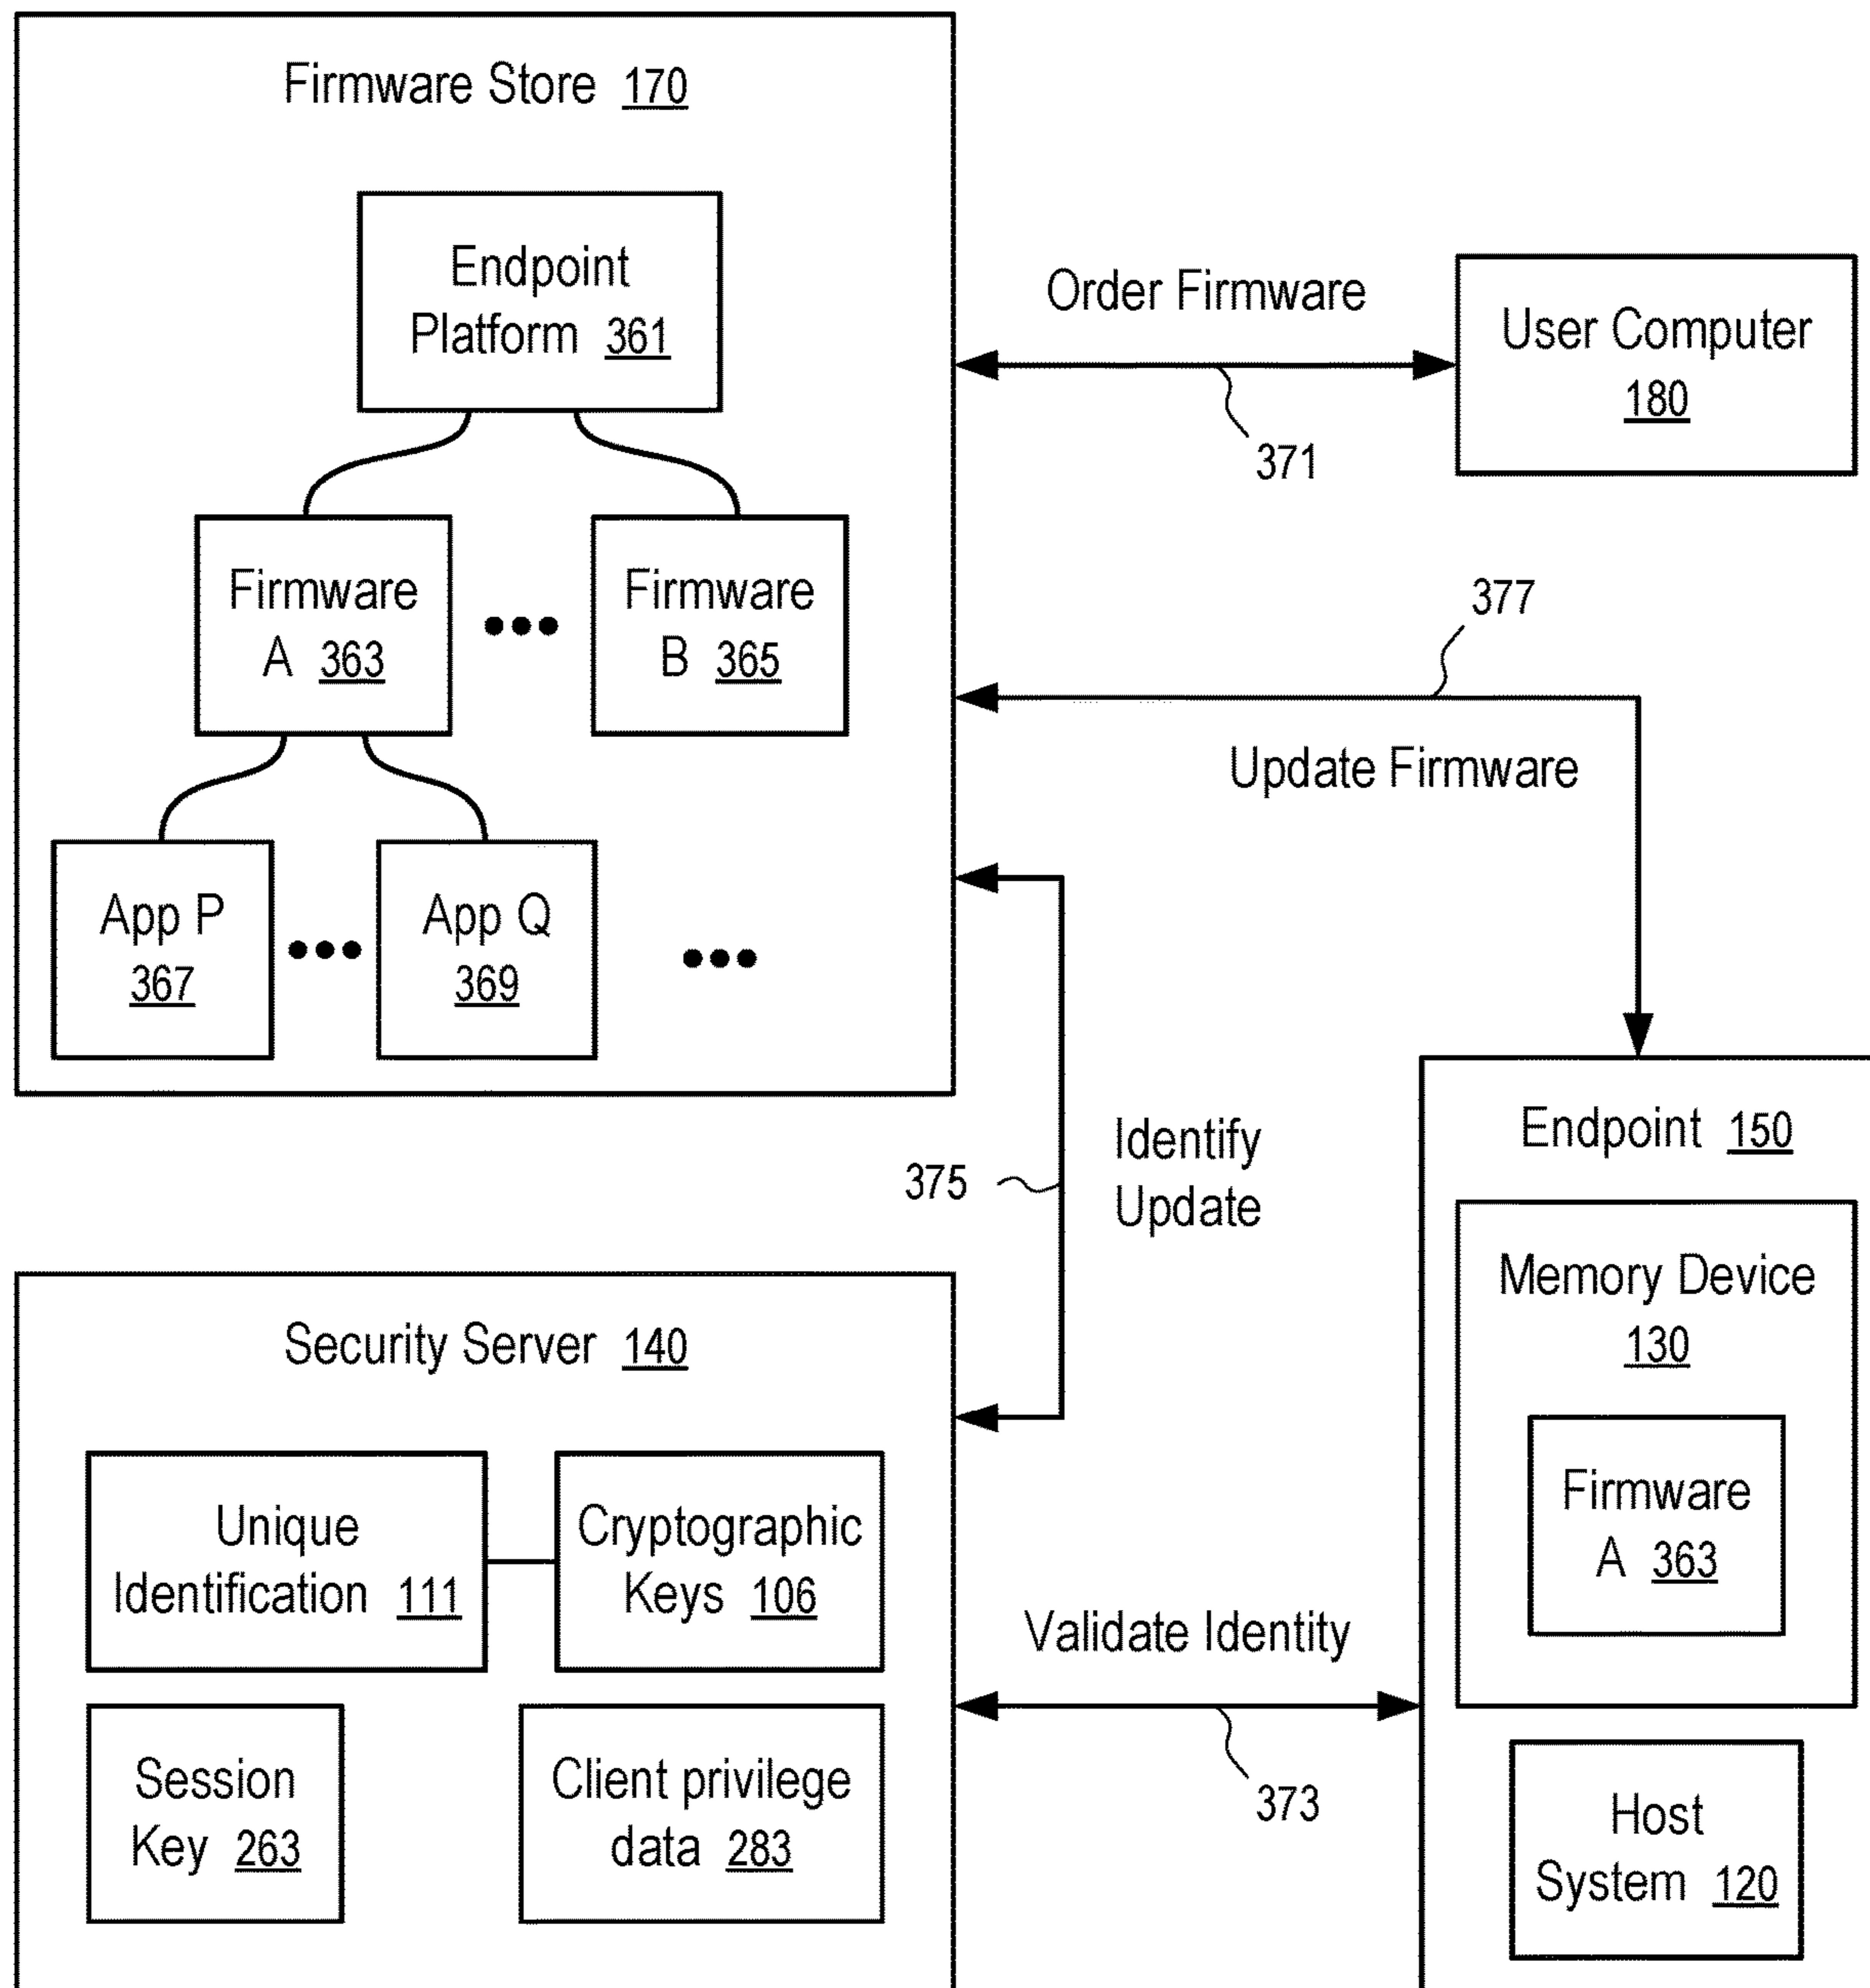 Firmware Store 170
Endpoint
Platform 361
Firmware
A 363
Firmware
B 365
App P
367
App Q
369
Order Firmware
371
User Computer
180
377
Update Firmware
375
Identify
Update
Security Server 140
Unique
Identification 111
Cryptographic
Keys 106
Session
Key 263
Client privilege
data 283
Validate Identity
373
Endpoint 150
Memory Device
130
Firmware
A 363
Host
System 120